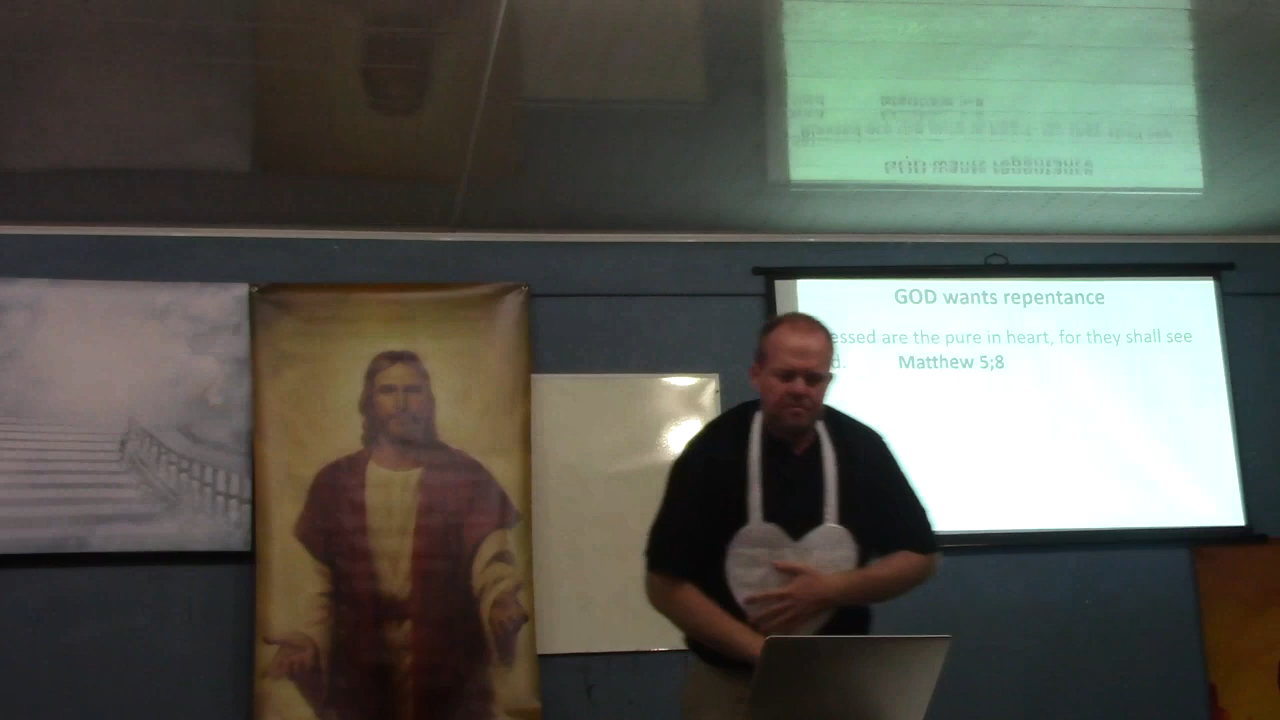 GOD wants repentance
essed are the pure in heart, for they shall see
d. Matthew 5;8